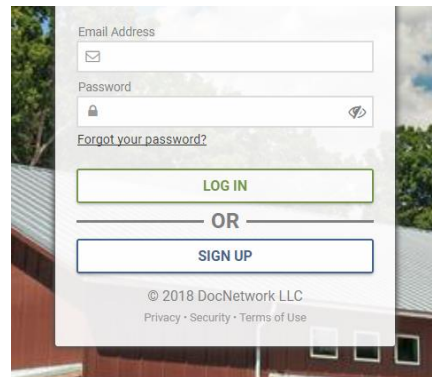 Email Address
Password
Forgot your password?
LOG IN
OR
SIGN UP
© 2018 DocNetwork LLC
Privacy • Security • Terms of Use